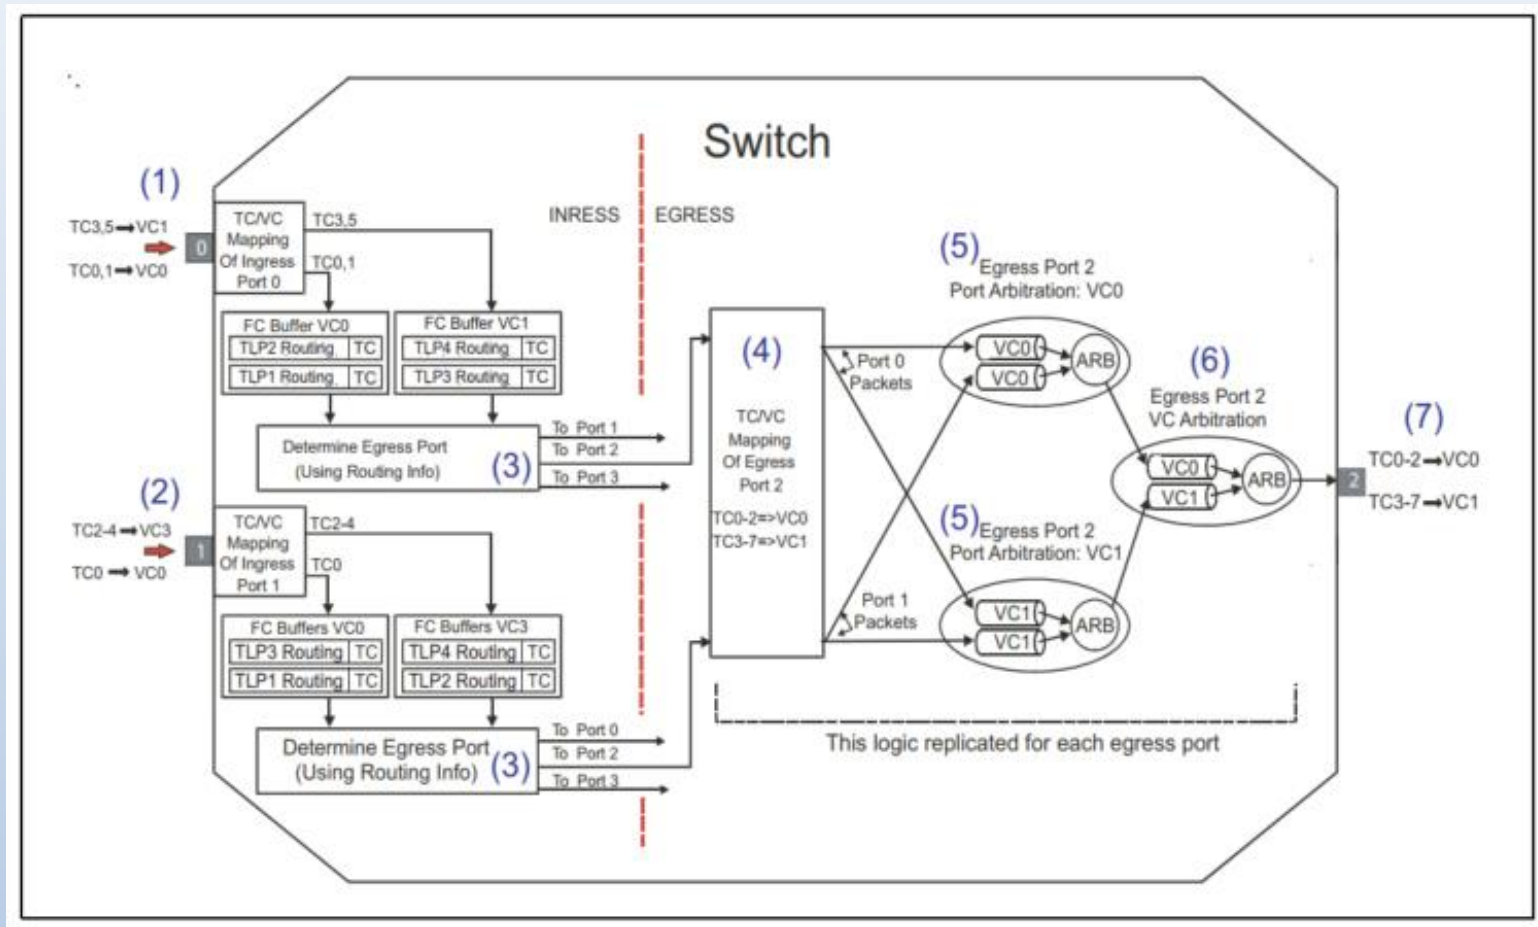 Switch
(1)
TC3,5➡VC1
0
TC0,1➡VC0
TC/VC
Mapping
Of Ingress
Port 0
TC3,5
TC0,1
INRESS
EGRESS
FC Buffer VC0
TLP2 Routing TC
TLP1 Routing TC
FC Buffer VC1
TLP4 Routing TC
TLP3 Routing TC
Determine Egress Port
(Using Routing Info)
(3)
To Port 1
To Port 2
To Port 3
(2)
TC2-4➡VC3
1
TC0➡VC0
TC/VC
Mapping
Of Ingress
Port 1
TC2-4
TC0
FC Buffers VC0
TLP3 Routing TC
TLP1 Routing TC
FC Buffers VC3
TLP4 Routing TC
TLP2 Routing TC
Determine Egress Port
(Using Routing Info)
(3)
To Port 0
To Port 2
To Port 3
(4)
TC/VC
Mapping
Of Egress
Port 2
TC0-2=>VC0
TC3-7=>VC1
Port 0
Packets
Port 1
Packets
(5)
Egress Port 2
Port Arbitration: VC0
VC0
VC0
ARB
(5)
Egress Port 2
Port Arbitration: VC1
VC1
VC1
ARB
(6)
Egress Port 2
VC Arbitration
VC0
VC1
ARB
2
(7)
TC0-2➡VC0
TC3-7➡VC1
This logic replicated for each egress port